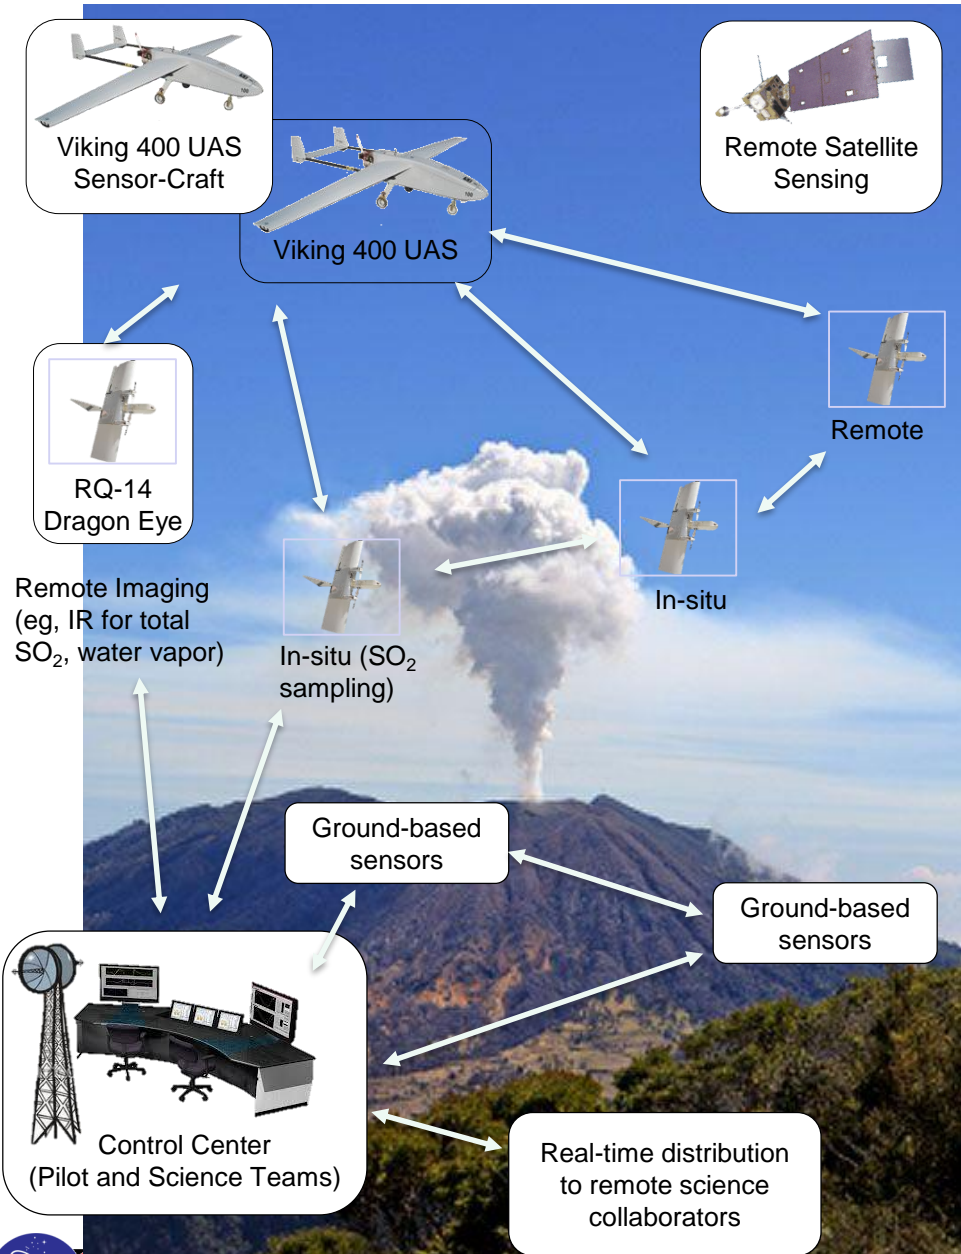 Viking 400 UAS
Sensor-Craft
Remote Satellite
Sensing
Viking 400 UAS
Remote
RQ-14
Dragon Eye
In-situ
Remote Imaging
(eg, IR for total
SO₂, water vapor)
In-situ (SO₂
sampling)
Ground-based
sensors
Ground-based
sensors
Control Center
(Pilot and Science Teams)
Real-time distribution
to remote science
collaborators